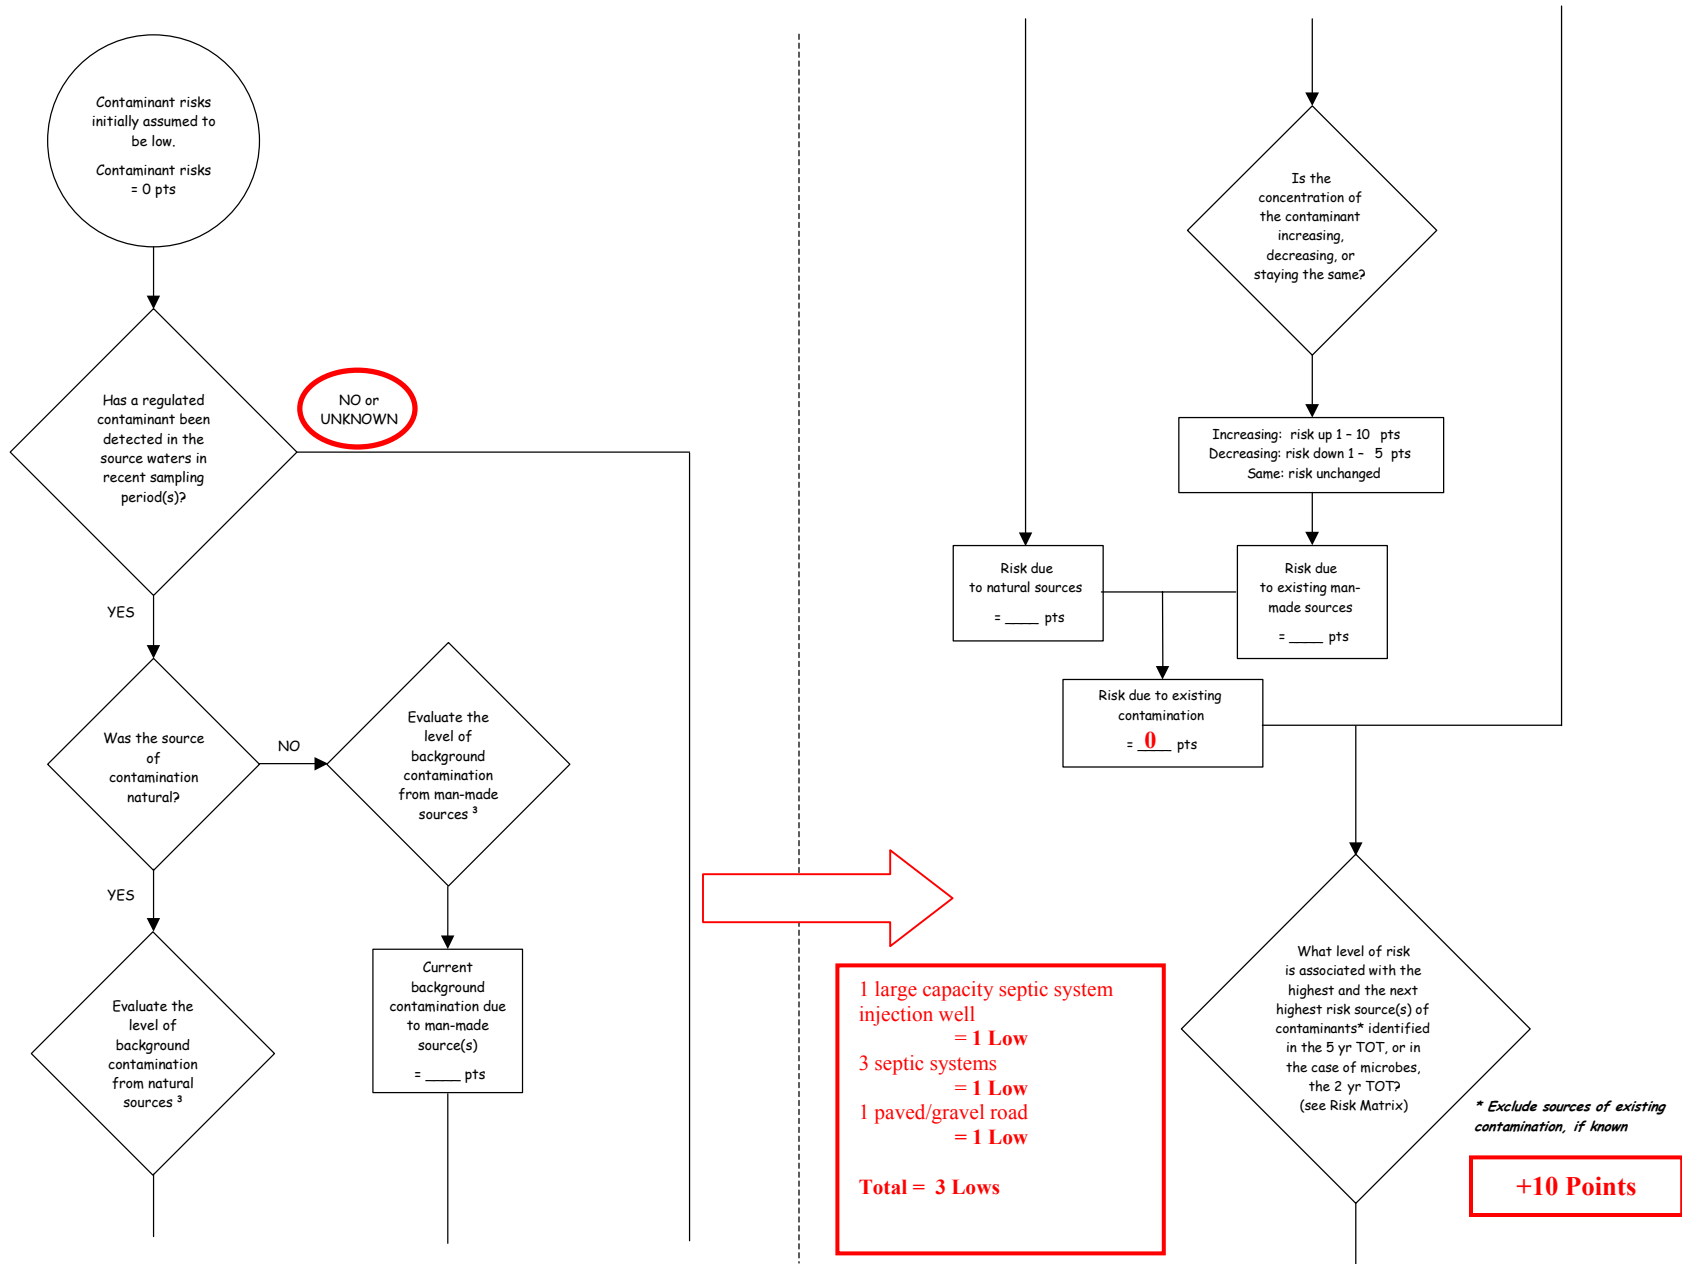 Contaminant risks
initially assumed to
be low.
Contaminant risks
= 0 pts
Has a regulated
contaminant been
detected in the
source waters in
recent sampling
period(s)?
NO or
UNKNOWN
YES
Was the source
of
contamination
natural?
NO
Evaluate the
level of
background
contamination
from man-made
sources ³
YES
Evaluate the
level of
background
contamination
from natural
sources ³
Current
background
contamination due
to man-made
source(s)
= ____ pts
Is the
concentration of
the contaminant
increasing,
decreasing, or
staying the same?
Increasing: risk up 1 – 10 pts
Decreasing: risk down 1 – 5 pts
Same: risk unchanged
Risk due
to natural sources
= ____ pts
Risk due
to existing man-
made sources
= ____ pts
Risk due to existing
contamination
= _0_ pts
1 large capacity septic system
injection well
= 1 Low
3 septic systems
= 1 Low
1 paved/gravel road
= 1 Low
Total = 3 Lows
What level of risk
is associated with the
highest and the next
highest risk source(s) of
contaminants* identified
in the 5 yr TOT, or in
the case of microbes,
the 2 yr TOT?
(see Risk Matrix)
* Exclude sources of existing
contamination, if known
+10 Points